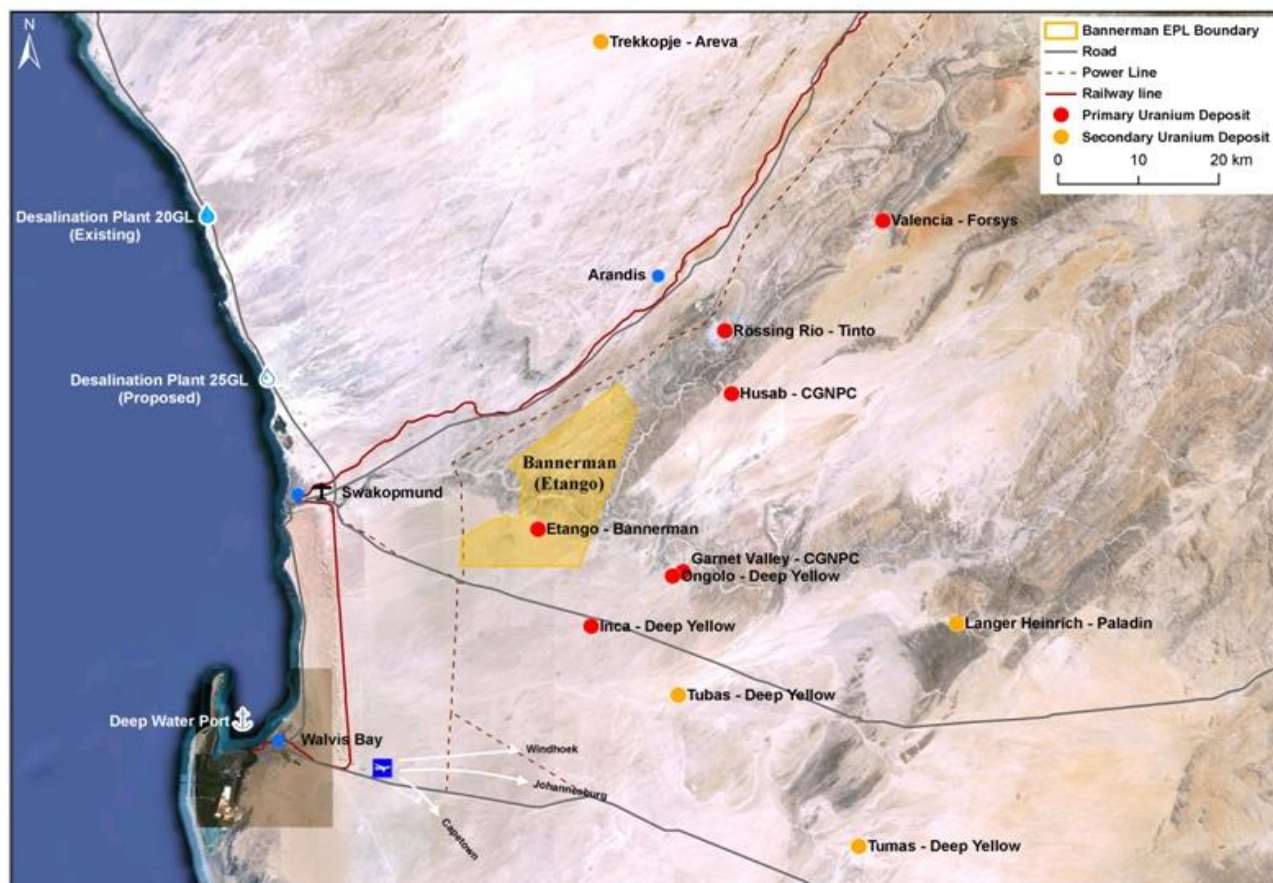 N
Trekkopje - Areva
Bannerman EPL Boundary
Road
Power Line
Railway line
Primary Uranium Deposit
Secondary Uranium Deposit
0 10 20 km
Desalination Plant 20GL
(Existing)
Valencia - Forsys
Arandis
Rossing Rio - Tinto
Desalination Plant 25GL
(Proposed)
Husab - CGNPC
Bannerman
(Etango)
Swakopmund
Etango - Bannerman
Garnet Valley - CGNPC
Ongolo - Deep Yellow
Inca - Deep Yellow
Langer Heinrich - Paladin
Tubas - Deep Yellow
Deep Water Port
Walvis Bay
Windhoek
Johannesburg
Capetown
Tumas - Deep Yellow